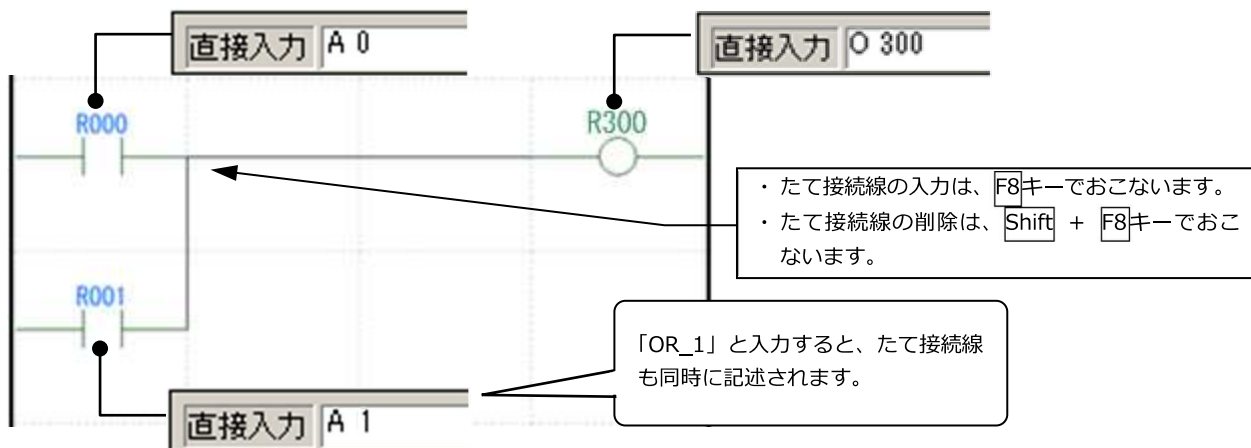 直接入力 A 0
直接入力 O 300
R000
R300
・ たて接続線の入力は、F8キーでおこないます。
・ たて接続線の削除は、Shift + F8キーでおこ
ないます。
R001
「OR_1」と入力すると、たて接続線
も同時に記述されます。
直接入力 A 1